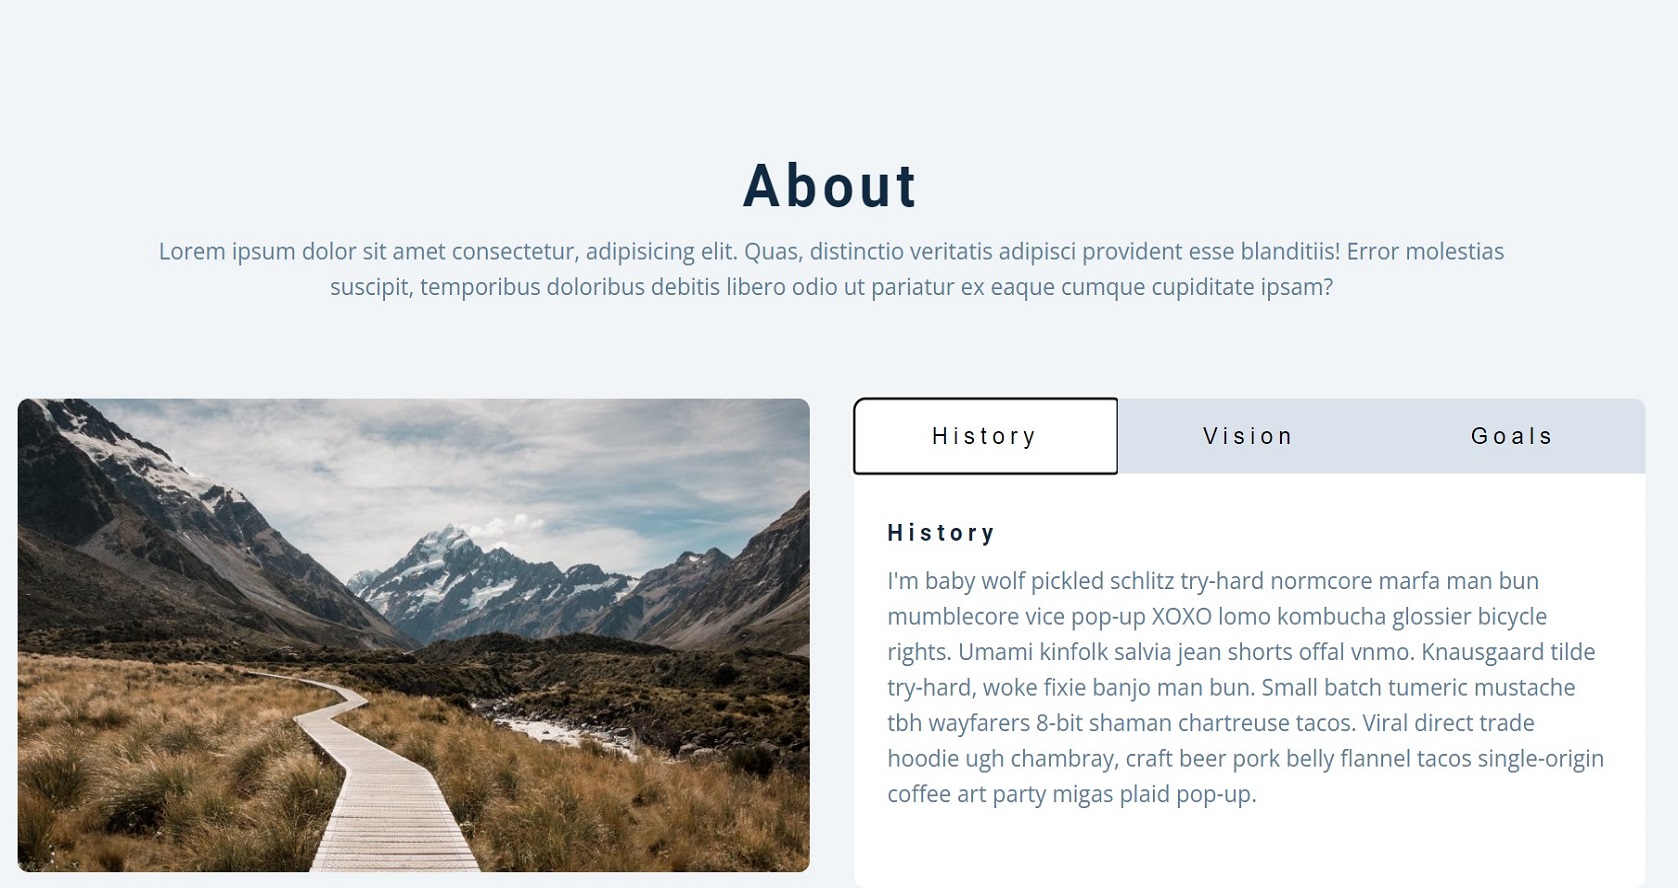 About
Lorem ipsum dolor sit amet consectetur, adipisicing elit. Quas, distinctio veritatis adipisci provident esse blanditiis! Error molestias
suscipit, temporibus doloribus debitis libero odio ut pariatur ex eaque cumque cupiditate ipsam?
History
Vision
Goals
History
I'm baby wolf pickled schlitz try-hard normcore marfa man bun
mumblecore vice pop-up XOXO lomo kombucha glossier bicycle
rights. Umami kinfolk salvia jean shorts offal vnmo. Knausgaard tilde
try-hard, woke fixie banjo man bun. Small batch tumeric mustache
tbh wayfarers 8-bit shaman chartreuse tacos. Viral direct trade
hoodie ugh chambray, craft beer pork belly flannel tacos single-origin
coffee art party migas plaid pop-up.